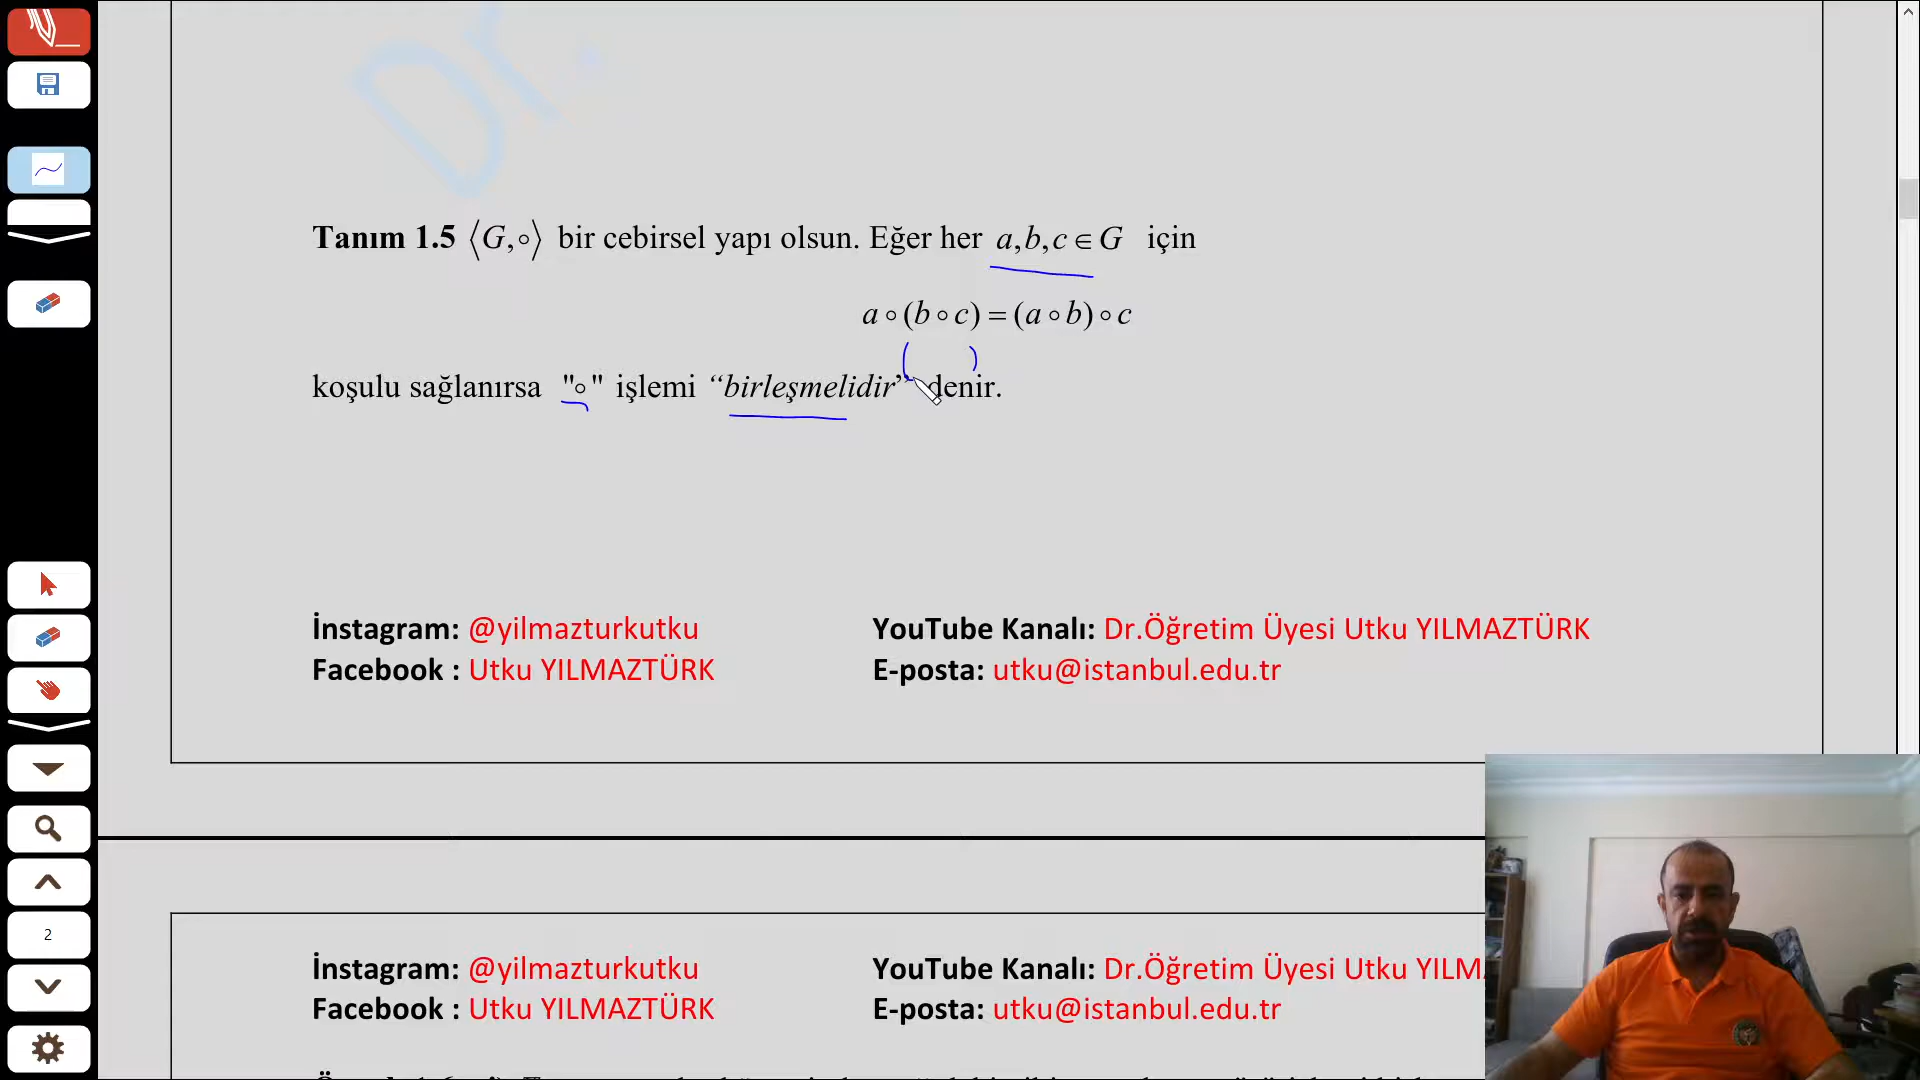 Dr.
Tanım 1.5 ⟨G,∘⟩ bir cebirsel yapı olsun. Eğer her a,b,c ∈ G için
a∘(b∘c)=(a∘b)∘c
koşulu sağlanırsa "∘" işlemi “birleşmelidir” denir.
İnstagram: @yilmazturkutku YouTube Kanalı: Dr.Öğretim Üyesi Utku YILMAZTÜRK
Facebook : Utku YILMAZTÜRK E-posta: utku@istanbul.edu.tr
2
İnstagram: @yilmazturkutku YouTube Kanalı: Dr.Öğretim Üyesi Utku YILM
Facebook : Utku YILMAZTÜRK E-posta: utku@istanbul.edu.tr